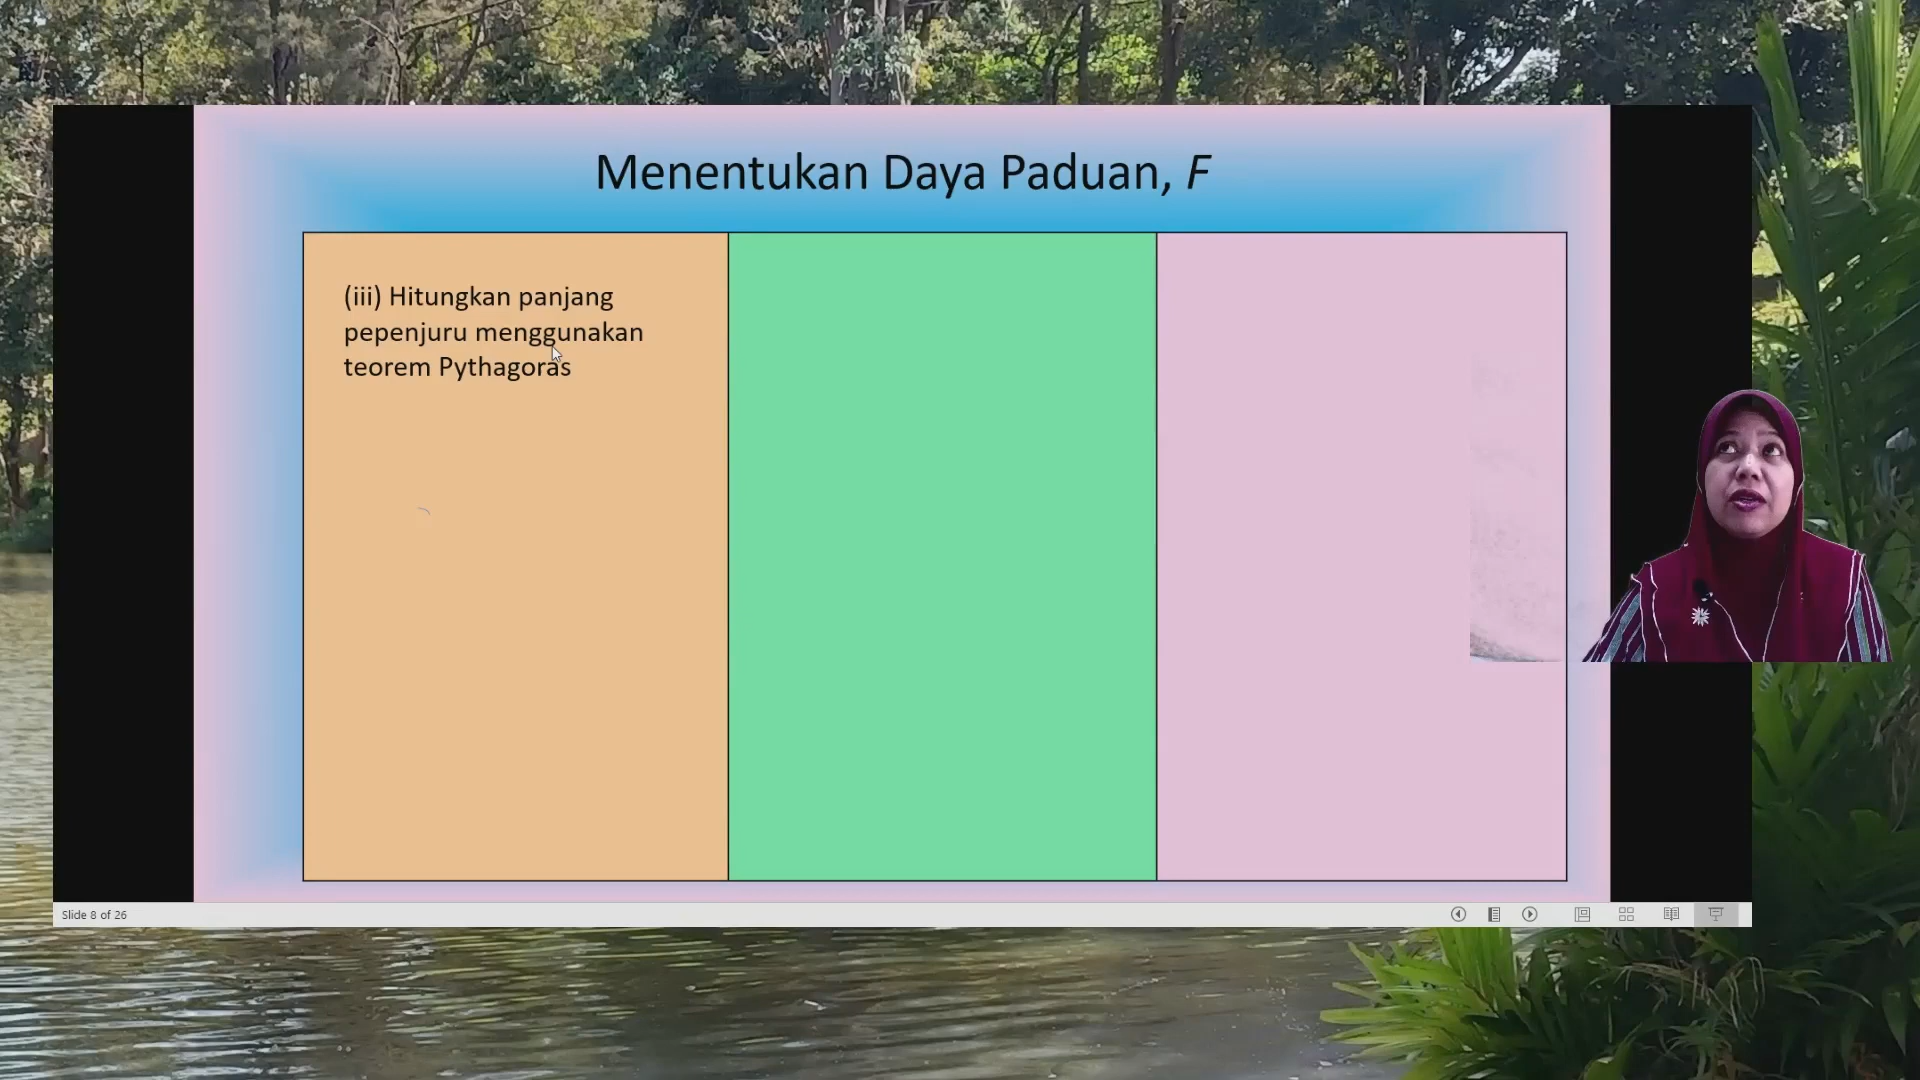 Menentukan Daya Paduan, F
(iii) Hitungkan panjang
pepenjuru menggunakan
teorem Pythagoras
Slide 8 of 26